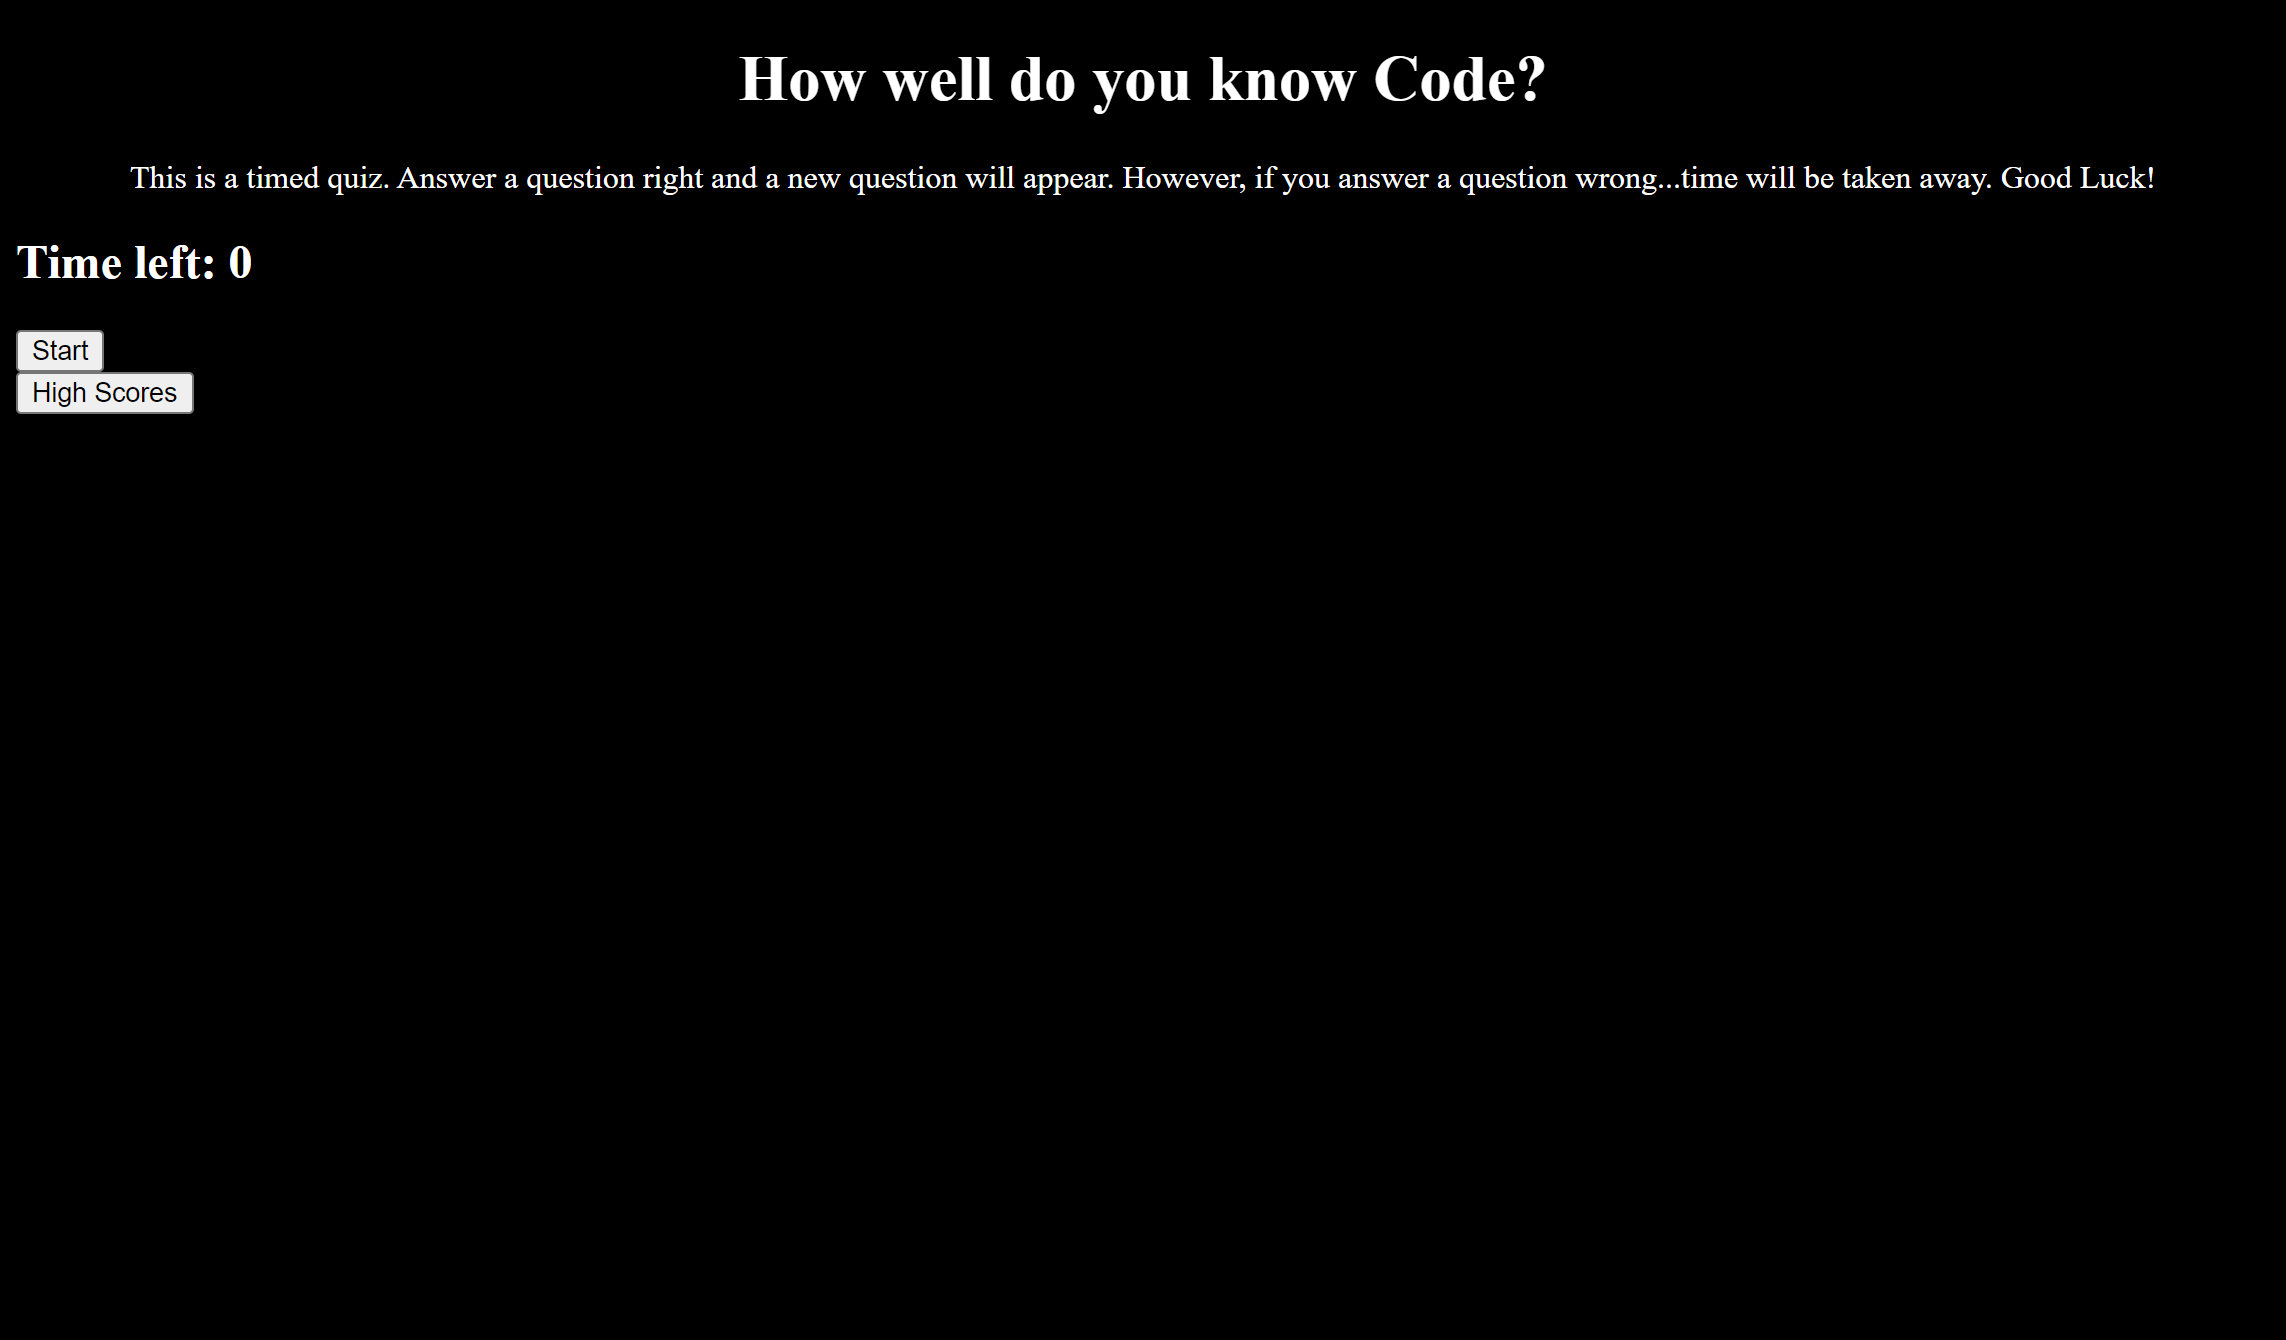 How well do you know Code?
This is a timed quiz. Answer a question right and a new question will appear. However, if you answer a question wrong...time will be taken away. Good Luck!
Time left: 0
Start
High Scores